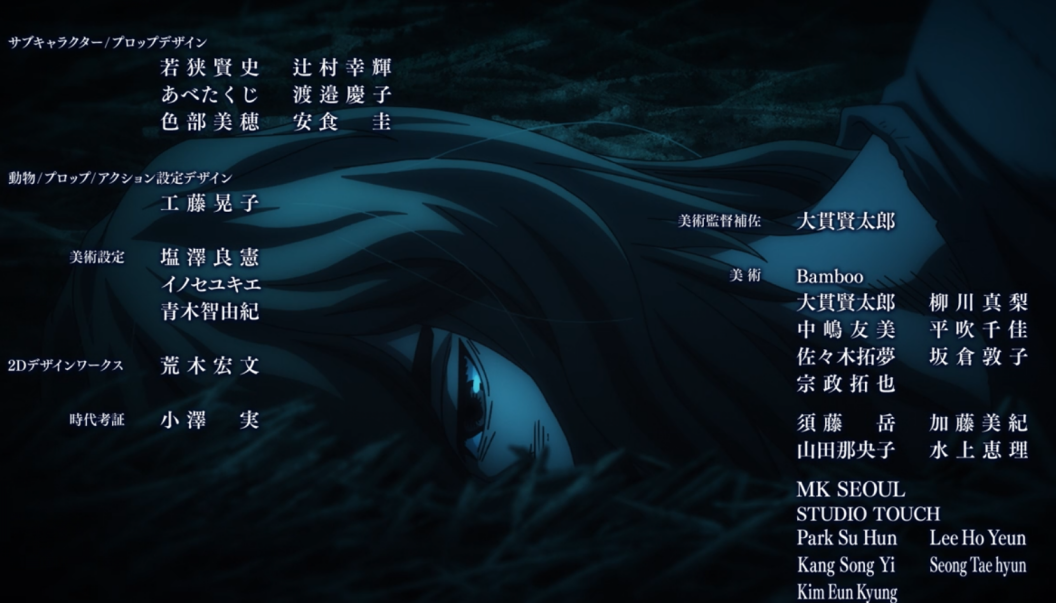 サブキャラクター/プロップデザイン
若狭賢史 辻村幸輝
あべたくじ 渡邉慶子
色部美穂 安食 圭
動物/プロップ/アクション設定デザイン
工藤晃子
美術設定 塩澤良憲
イノセユキエ
青木智由紀
2Dデザインワークス 荒木宏文
時代考証 小澤 実
美術監督補佐 大貫賢太郎
美術 Bamboo
大貫賢太郎 柳川真梨
中嶋友美 平吹千佳
佐々木拓夢 坂倉敦子
宗政拓也
須藤 岳 加藤美紀
山田那央子 水上恵理
MK SEOUL
STUDIO TOUCH
Park Su Hun Lee Ho Yeun
Kang Song Yi Seong Tae hyun
Kim Eun Kyung